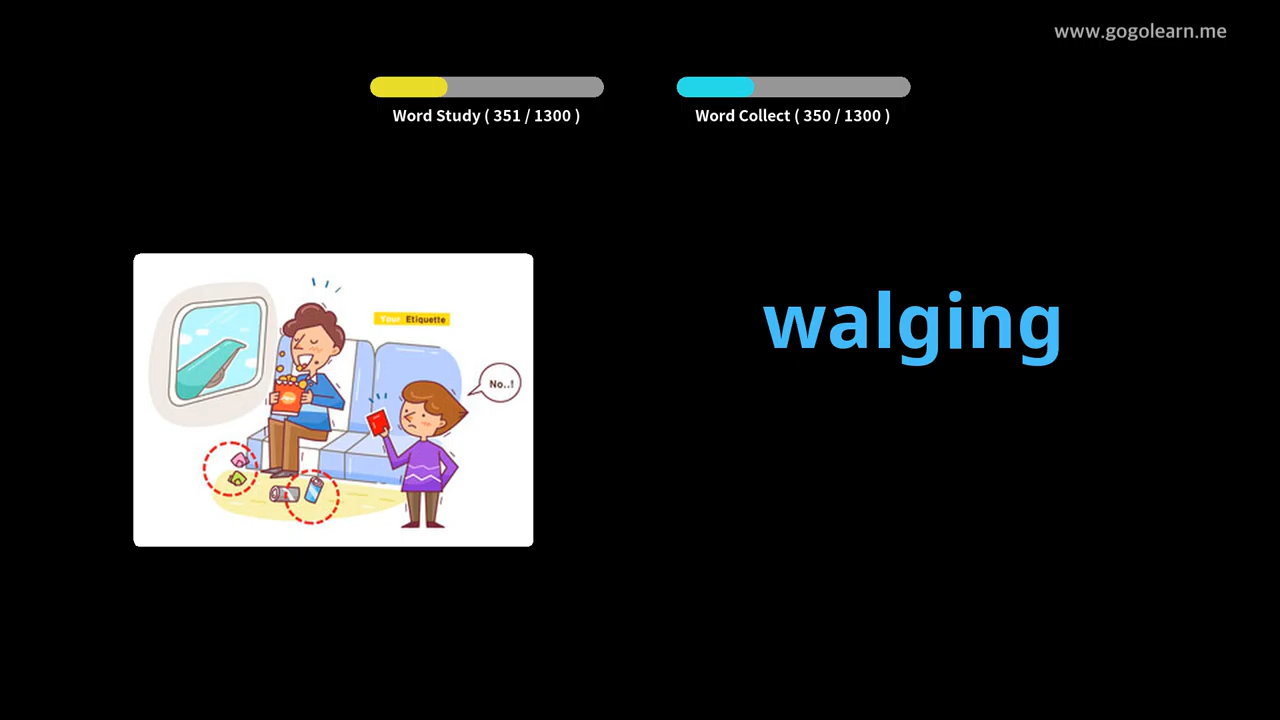 www.gogolearn.me
Word Study ( 351 / 1300 )
Word Collect ( 350 / 1300 )
walging
Your Etiquette
No..!